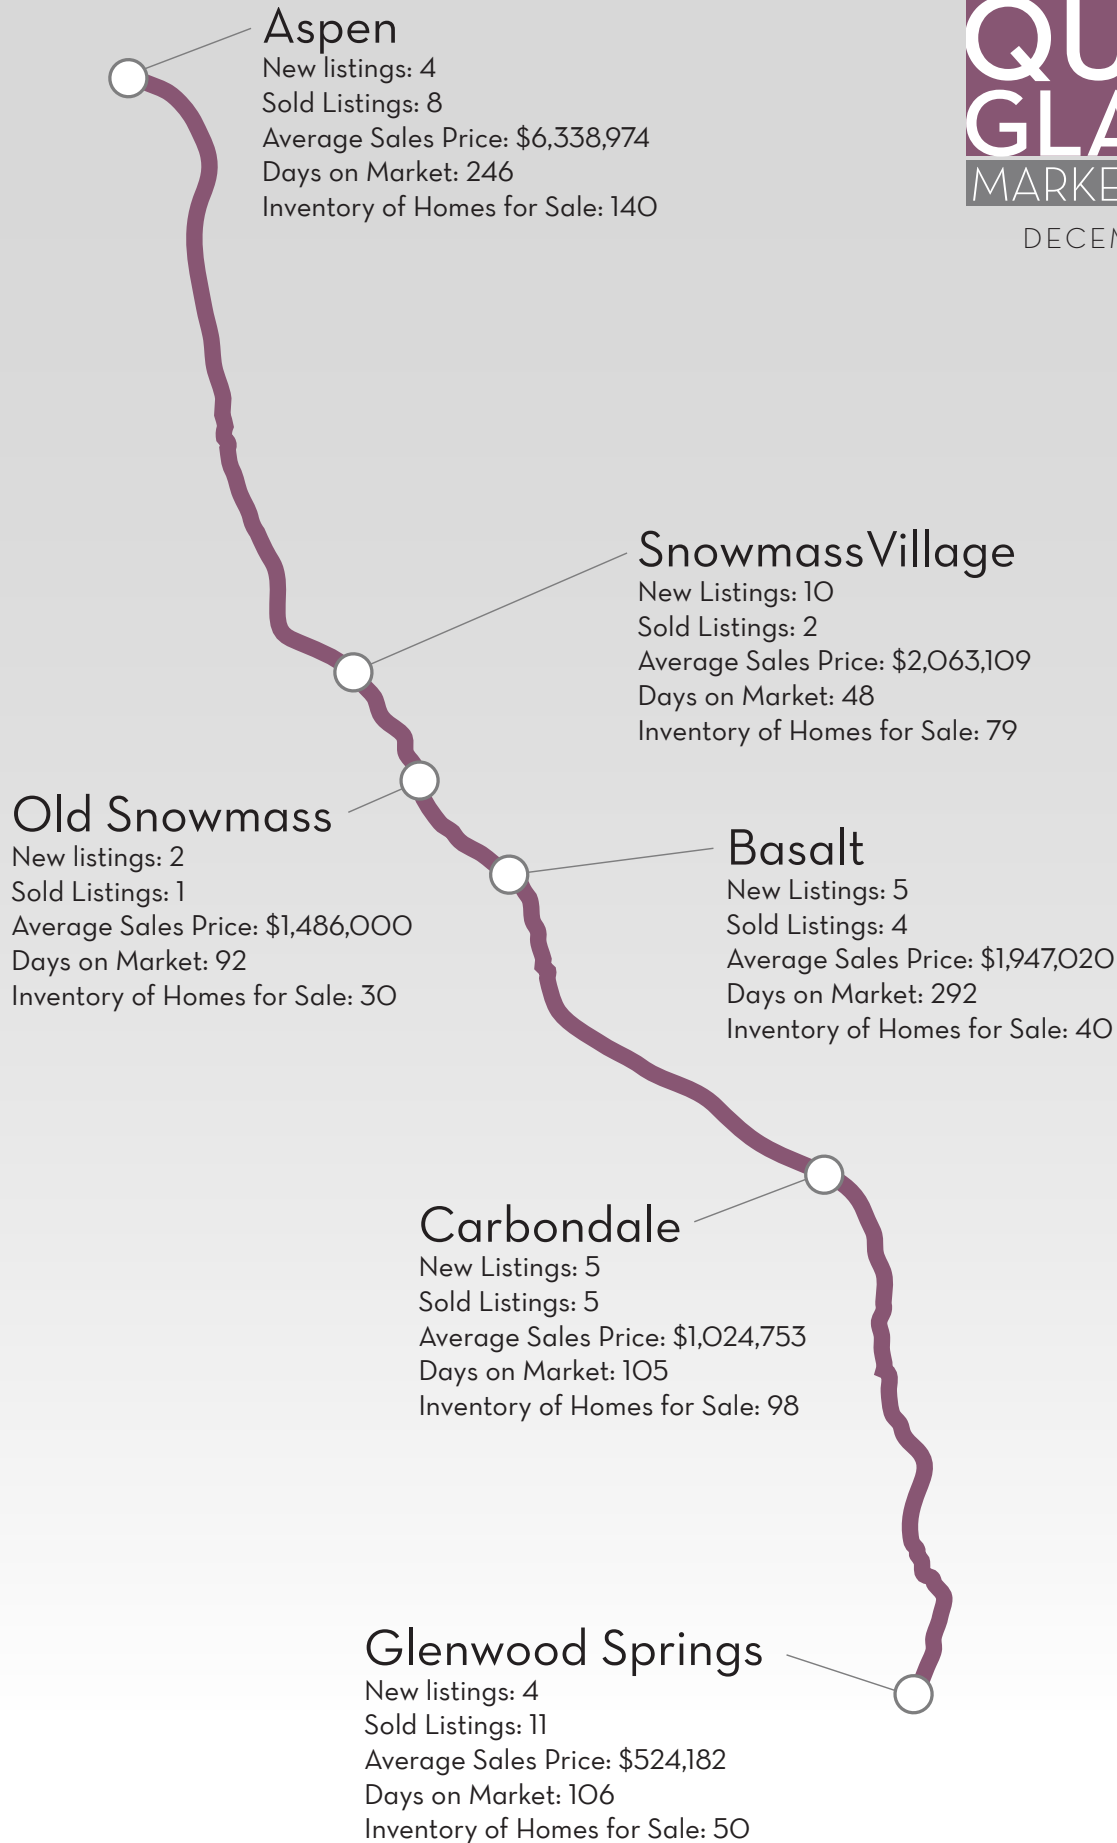 Aspen
New listings: 4
Sold Listings: 8
Average Sales Price: $6,338,974
Days on Market: 246
Inventory of Homes for Sale: 140
SnowmassVillage
New Listings: 10
Sold Listings: 2
Average Sales Price: $2,063,109
Days on Market: 48
Inventory of Homes for Sale: 79
Old Snowmass
New listings: 2
Sold Listings: 1
Average Sales Price: $1,486,000
Days on Market: 92
Inventory of Homes for Sale: 30
Basalt
New Listings: 5
Sold Listings: 4
Average Sales Price: $1,947,020
Days on Market: 292
Inventory of Homes for Sale: 40
Carbondale
New Listings: 5
Sold Listings: 5
Average Sales Price: $1,024,753
Days on Market: 105
Inventory of Homes for Sale: 98
Glenwood Springs
New listings: 4
Sold Listings: 11
Average Sales Price: $524,182
Days on Market: 106
Inventory of Homes for Sale: 50